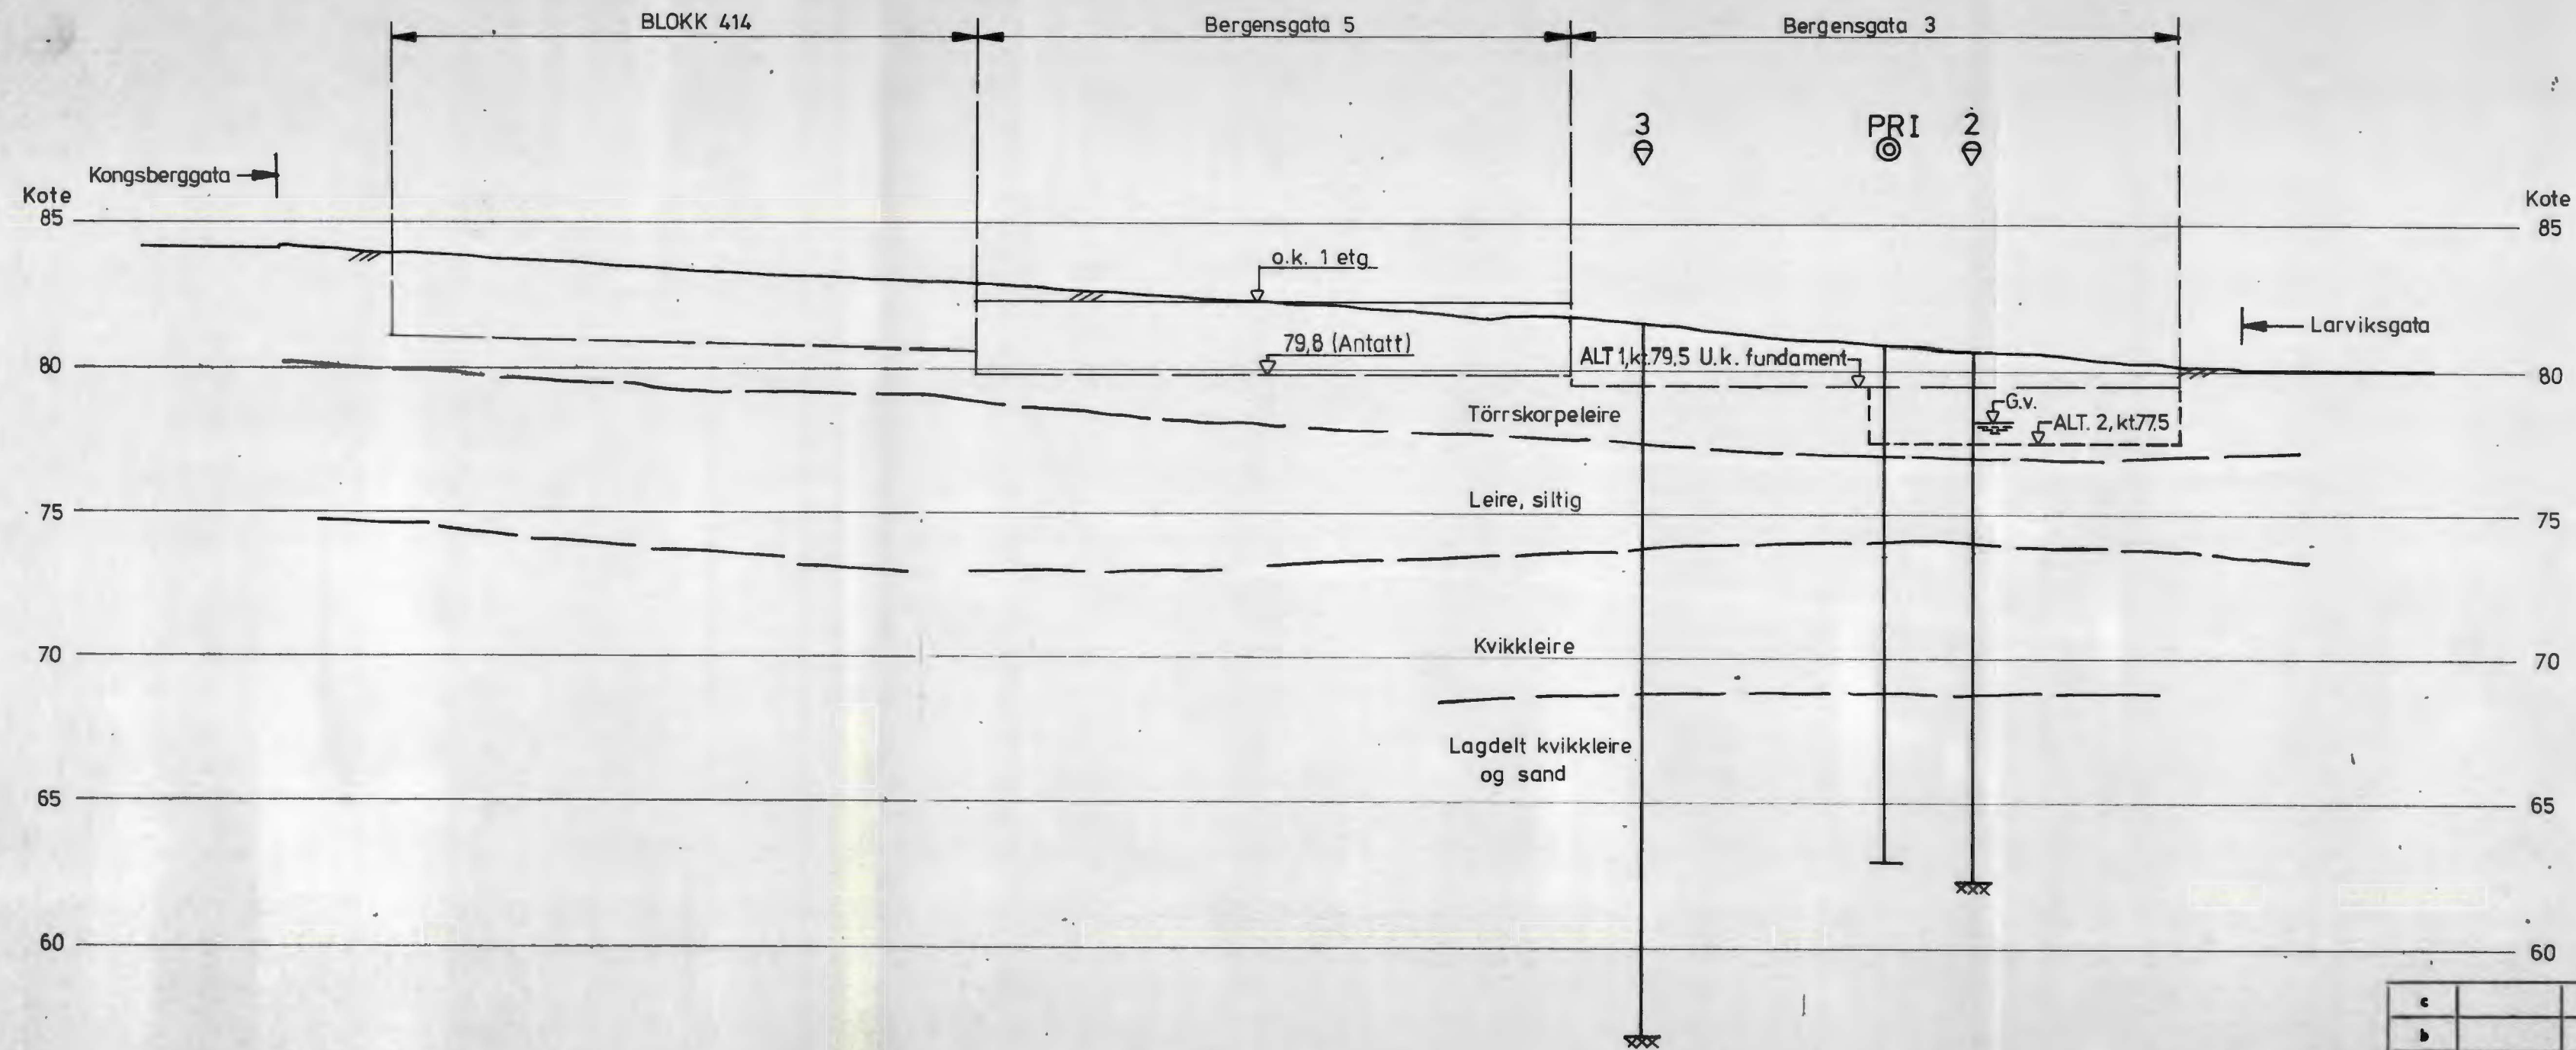 BLOKK 414
Bergensgata 5
Bergensgata 3
3
PR I
2
Kongsberggata
Kote
85
Kote
85
o.k. 1 etg
Larviksgata
79,8 (Antatt)
ALT 1, kt. 79,5 U.k. fundament
80
80
G.v.
Törrskorpeleire
ALT. 2, kt.77,5
Leire, siltig
75
75
Kvikkleire
70
70
Lagdelt kvikkleire
og sand
65
65
60
60
c
b